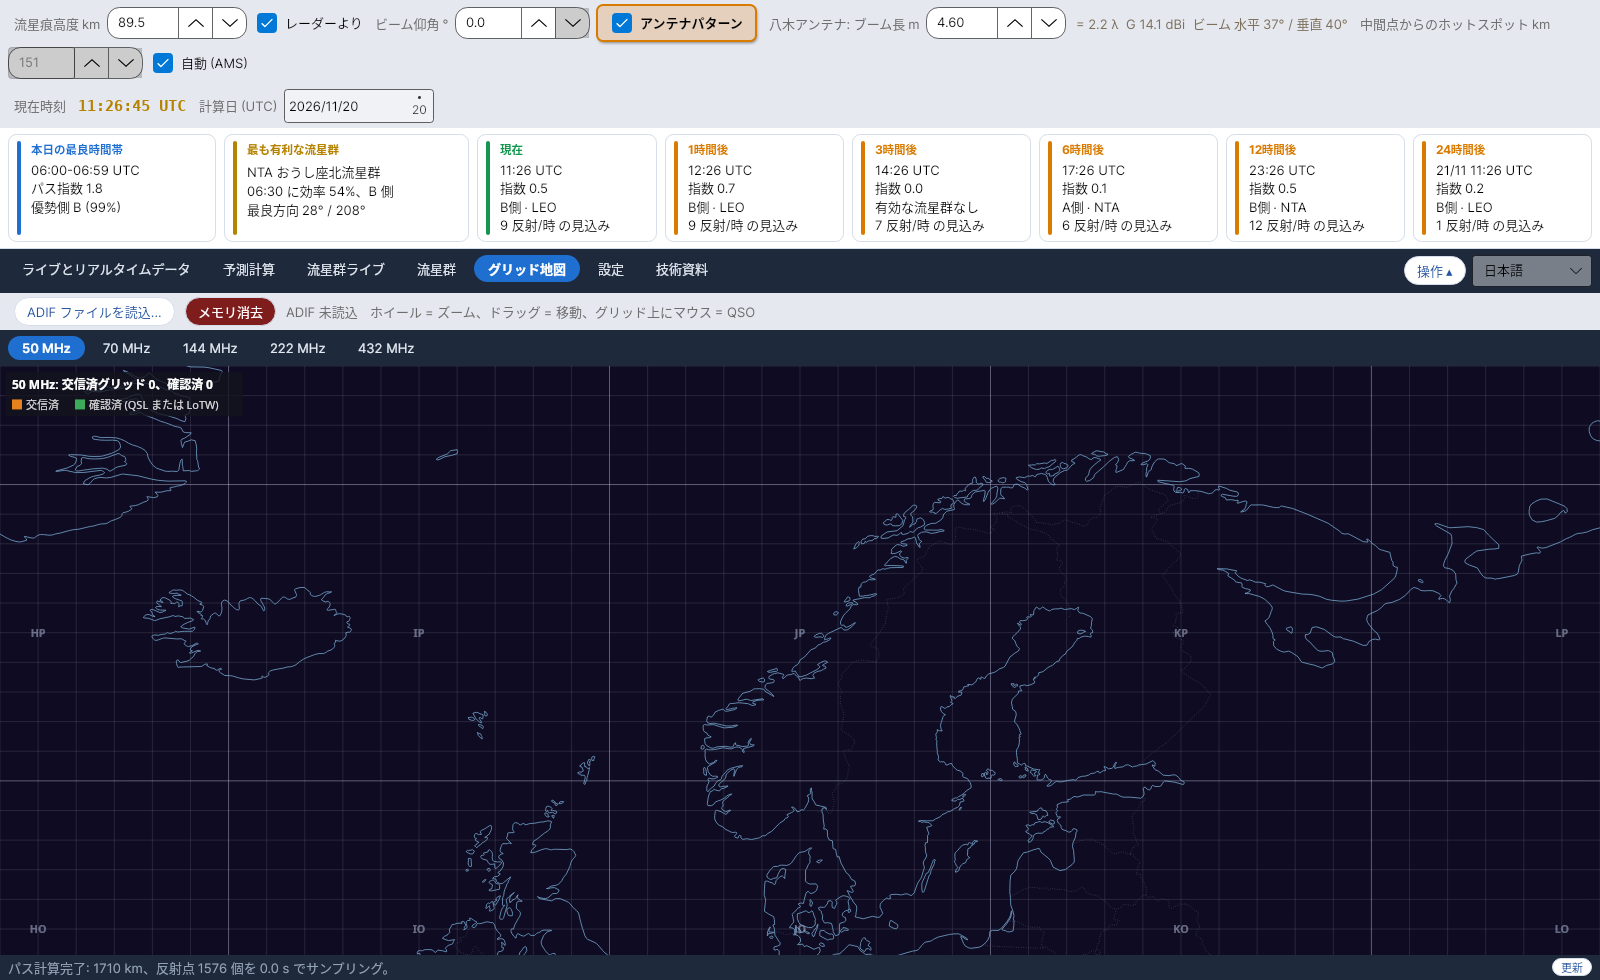 流星痕高度 km 89.5 レーダーより ビーム仰角 ° 0.0 アンテナパターン 八木アンテナ: ブーム長 m 4.60 = 2.2 λ G 14.1 dBi ビーム 水平 37° / 垂直 40° 中間点からのホットスポット km
151 自動 (AMS)
現在時刻 11:26:45 UTC 計算日 (UTC) 2026/11/20 20
本日の最良時間帯
06:00-06:59 UTC
パス指数 1.8
優勢側 B (99%)
最も有利な流星群
NTA おうし座北流星群
06:30 に効率 54%、B 側
最良方向 28° / 208°
現在
11:26 UTC
指数 0.5
B側 · LEO
9 反射/時 の見込み
1時間後
12:26 UTC
指数 0.7
B側 · LEO
9 反射/時 の見込み
3時間後
14:26 UTC
指数 0.0
有効な流星群なし
7 反射/時 の見込み
6時間後
17:26 UTC
指数 0.1
A側 · NTA
6 反射/時 の見込み
12時間後
23:26 UTC
指数 0.5
B側 · NTA
12 反射/時 の見込み
24時間後
21/11 11:26 UTC
指数 0.2
B側 · LEO
1 反射/時 の見込み
ライブとリアルタイムデータ 予測計算 流星群ライブ 流星群 グリッド地図 設定 技術資料 操作 ▴ 日本語
ADIF ファイルを読込... メモリ消去 ADIF 未読込 ホイール = ズーム、ドラッグ = 移動、グリッド上にマウス = QSO
50 MHz 70 MHz 144 MHz 222 MHz 432 MHz
50 MHz: 交信済グリッド 0、確認済 0
交信済 確認済 (QSL または LoTW)
HP IP JP KP LP
HO IO JO KO LO
パス計算完了: 1710 km、反射点 1576 個を 0.0 s でサンプリング。 更新